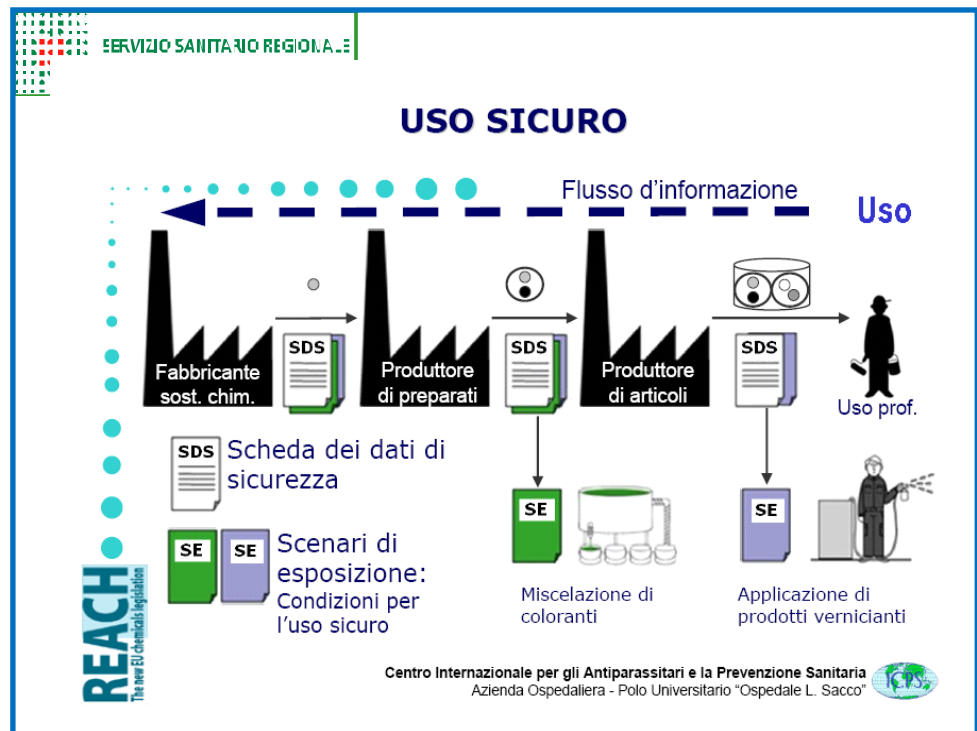 SERVIZIO SANITARIO REGIONALE
USO SICURO
Flusso d'informazione
Uso
SDS
SDS
SDS
Fabbricante
sost. chim.
Produttore
di preparati
Produttore
di articoli
Uso prof.
SDS
Scheda dei dati di
sicurezza
SE
SE
SE
SE
Scenari di
esposizione:
Condizioni per
l'uso sicuro
Miscelazione di
coloranti
Applicazione di
prodotti vernicianti
REACH
The new EU chemicals legislation
Centro Internazionale per gli Antiparassitari e la Prevenzione Sanitaria
Azienda Ospedaliera - Polo Universitario "Ospedale L. Sacco"
ICPS